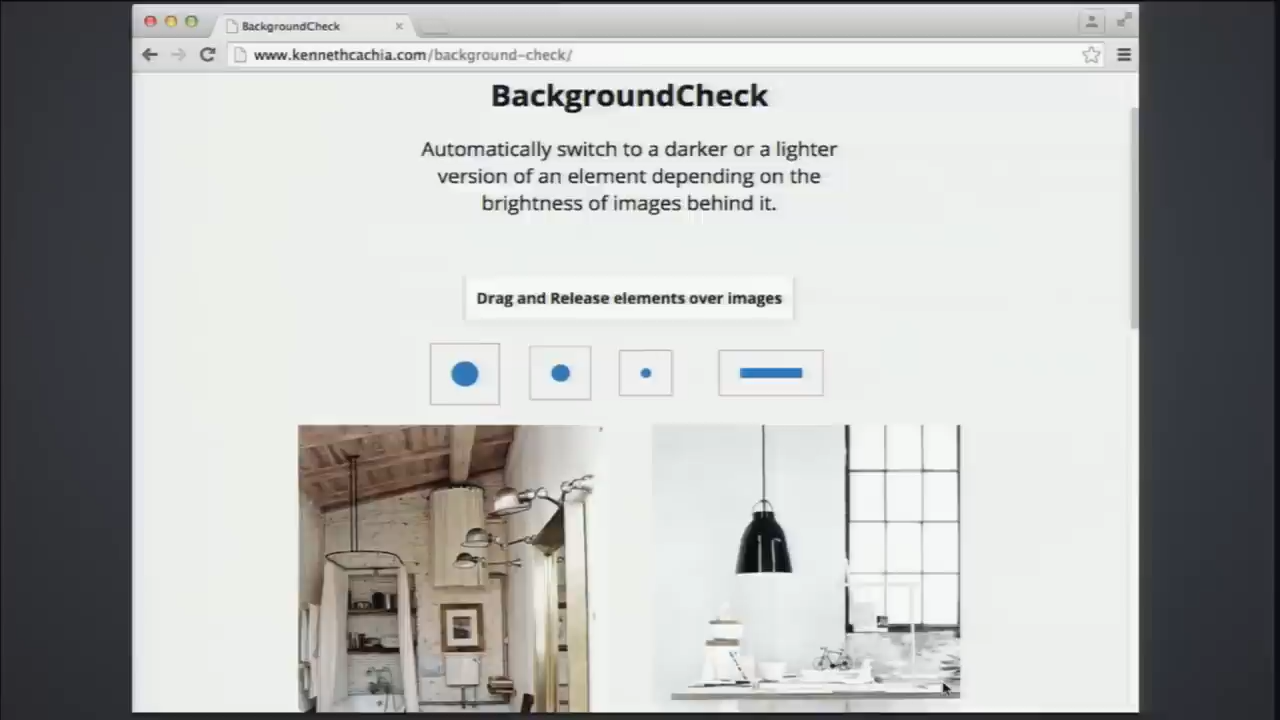 BackgroundCheck
www.kennethcachia.com/background-check/
BackgroundCheck
Automatically switch to a darker or a lighter
version of an element depending on the
brightness of images behind it.
Drag and Release elements over images